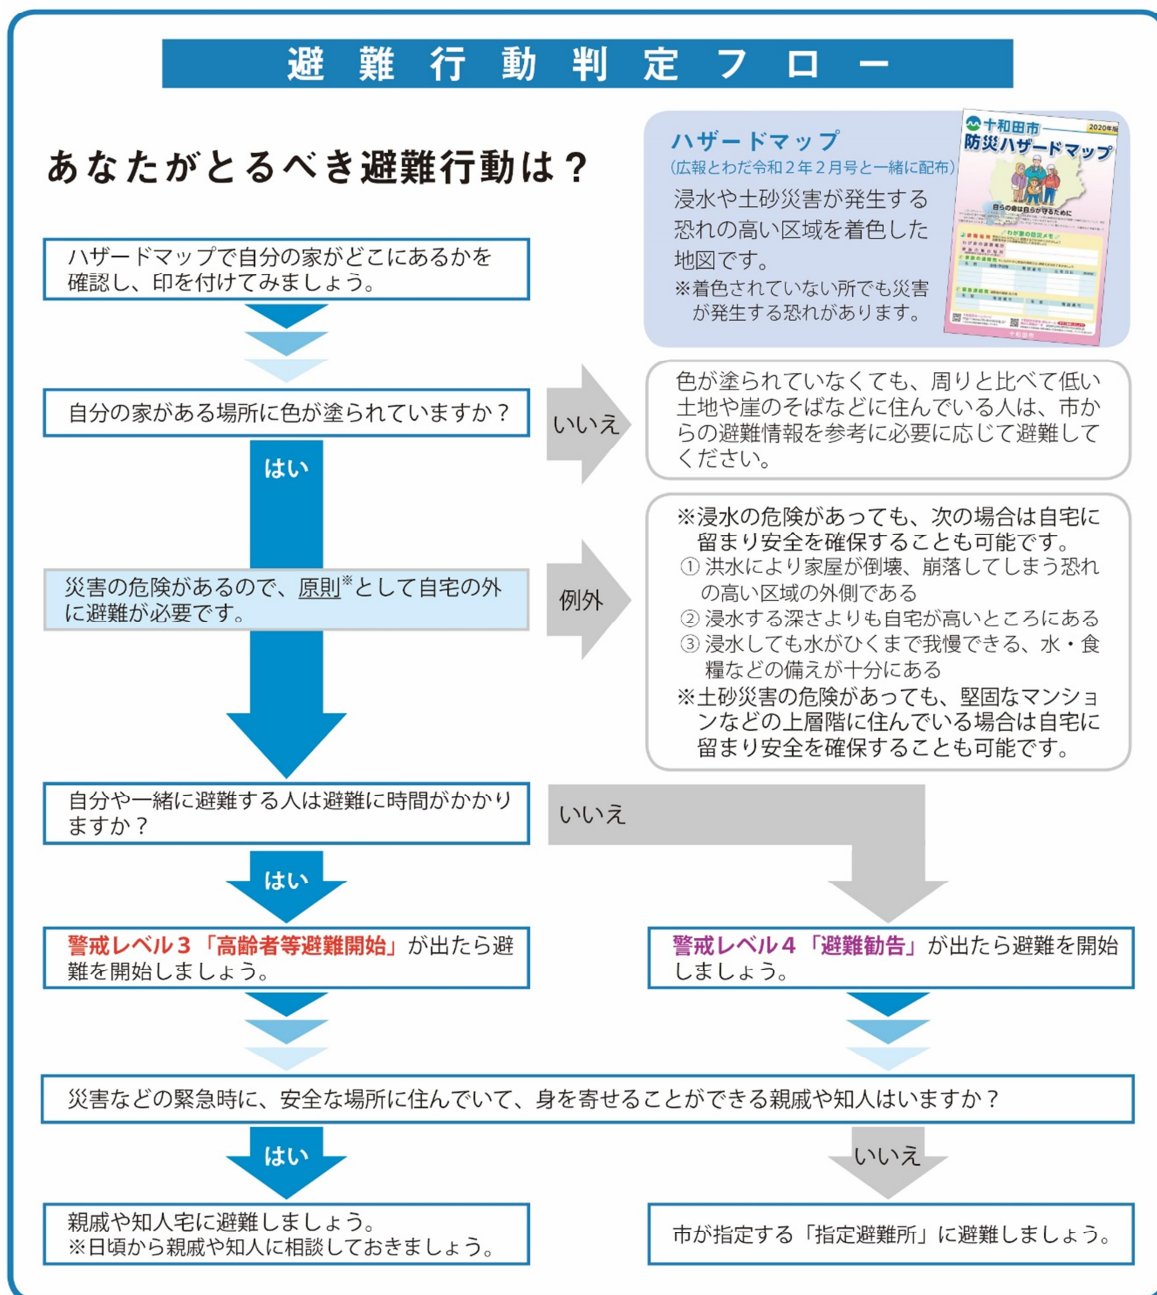 避難行動判定フロー
あなたがとるべき避難行動は？
ハザードマップ
（広報とわだ令和２年２月号と一緒に配布）
浸水や土砂災害が発生する
恐れの高い区域を着色した
地図です。
※着色されていない所でも災害
が発生する恐れがあります。
十和田市
2020年版
防災ハザードマップ
自らの命は自らが守るために
わが家の防災メモ
十和田市
ハザードマップで自分の家がどこにあるかを
確認し、印を付けてみましょう。
自分の家がある場所に色が塗られていますか？
いいえ
色が塗られていなくても、周りと比べて低い
土地や崖のそばなどに住んでいる人は、市か
らの避難情報を参考に必要に応じて避難して
ください。
はい
災害の危険があるので、原則※として自宅の外
に避難が必要です。
例外
※浸水の危険があっても、次の場合は自宅に
留まり安全を確保することも可能です。
① 洪水により家屋が倒壊、崩落してしまう恐れ
の高い区域の外側である
② 浸水する深さよりも自宅が高いところにある
③ 浸水しても水がひくまで我慢できる、水・食
糧などの備えが十分にある
※土砂災害の危険があっても、堅固なマンショ
ンなどの上層階に住んでいる場合は自宅に
留まり安全を確保することも可能です。
自分や一緒に避難する人は避難に時間がかかり
ますか？
いいえ
はい
警戒レベル３「高齢者等避難開始」が出たら避
難を開始しましょう。
警戒レベル４「避難勧告」が出たら避難を開始
しましょう。
災害などの緊急時に、安全な場所に住んでいて、身を寄せることができる親戚や知人はいますか？
はい
いいえ
親戚や知人宅に避難しましょう。
※日頃から親戚や知人に相談しておきましょう。
市が指定する「指定避難所」に避難しましょう。